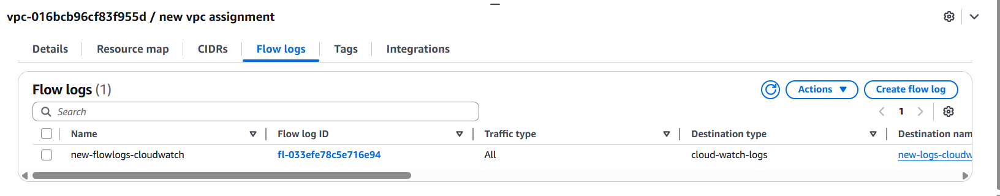 vpc-016bcb96cf83f955d / new vpc assignment
Details Resource map CIDRs Flow logs Tags Integrations
Flow logs (1)
Actions Create flow log
Search
1
Name Flow log ID Traffic type Destination type Destination nam
new-flowlogs-cloudwatch fl-033efe78c5e716e94 All cloud-watch-logs new-logs-cloudw